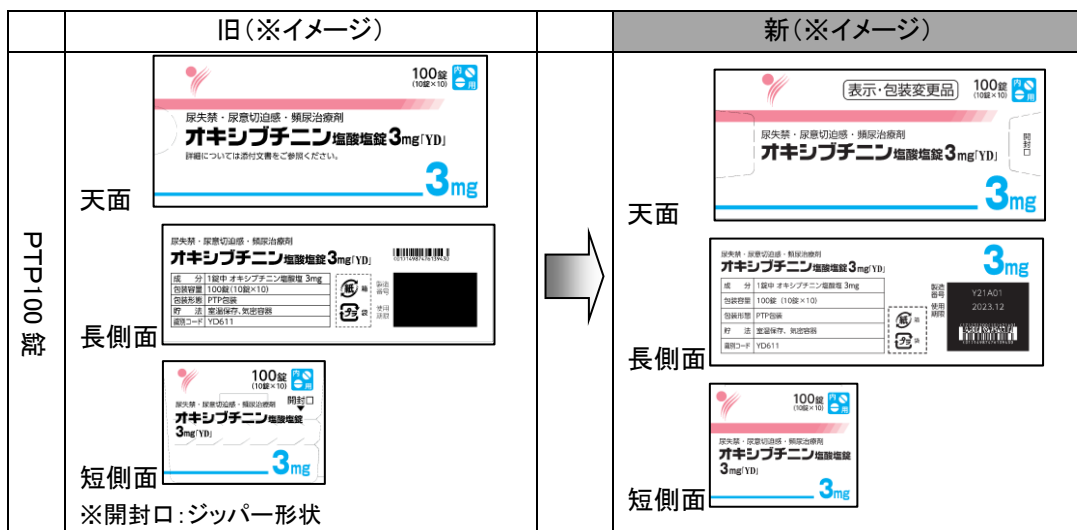 旧(※イメージ)
新(※イメージ)
PTP100錠
100錠
(10錠×10)
内
用
尿失禁・尿意切迫感・頻尿治療剤
オキシブチニン塩酸塩錠3mg「YD」
詳細については添付文書をご参照ください。
3mg
天面
尿失禁・尿意切迫感・頻尿治療剤
オキシブチニン塩酸塩錠3mg「YD」
成 分 1錠中 オキシブチニン塩酸塩 3mg
包装容量 100錠(10錠×10)
包装形態 PTP包装
貯 法 室温保存、気密容器
識別コード YD611
紙 箱
プラ 袋
製造番号
使用期限
長側面
100錠
(10錠×10)
内
用
尿失禁・尿意切迫感・頻尿治療剤
開封口
オキシブチニン塩酸塩錠
3mg「YD」
3mg
短側面
※開封口:ジッパー形状
表示・包装変更品
100錠
(10錠×10)
内
用
尿失禁・尿意切迫感・頻尿治療剤
オキシブチニン塩酸塩錠3mg「YD」
開封口
3mg
天面
尿失禁・尿意切迫感・頻尿治療剤
オキシブチニン塩酸塩錠3mg「YD」
3mg
成 分 1錠中 オキシブチニン塩酸塩 3mg
包装容量 100錠 (10錠×10)
包装形態 PTP包装
貯 法 室温保存、気密容器
識別コード YD611
紙 箱
プラ 袋
製造番号
Y21A01
使用期限
2023.12
長側面
100錠
(10錠×10)
内
用
尿失禁・尿意切迫感・頻尿治療剤
オキシブチニン塩酸塩錠
3mg「YD」
3mg
短側面